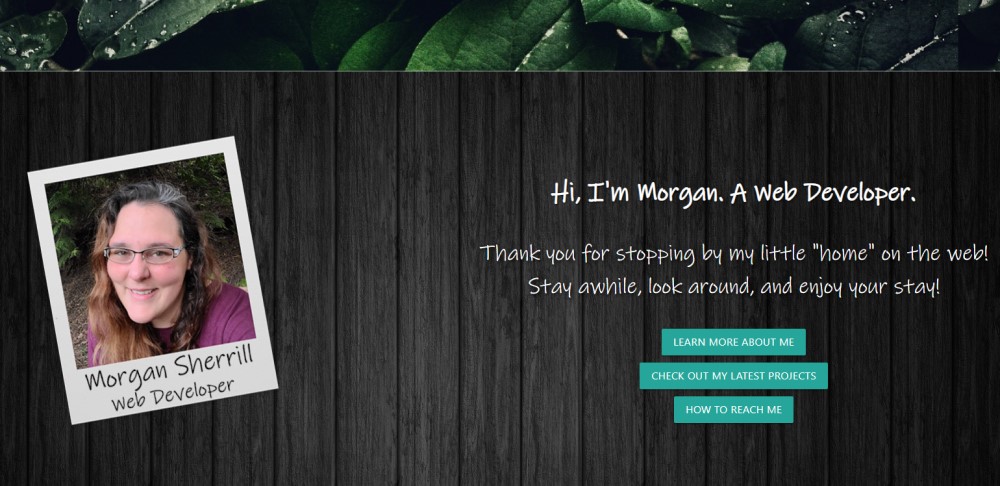 Morgan Sherrill
Web Developer
Hi, I'm Morgan. A Web Developer.
Thank you for stopping by my little "home" on the web!
Stay awhile, look around, and enjoy your stay!
LEARN MORE ABOUT ME
CHECK OUT MY LATEST PROJECTS
HOW TO REACH ME